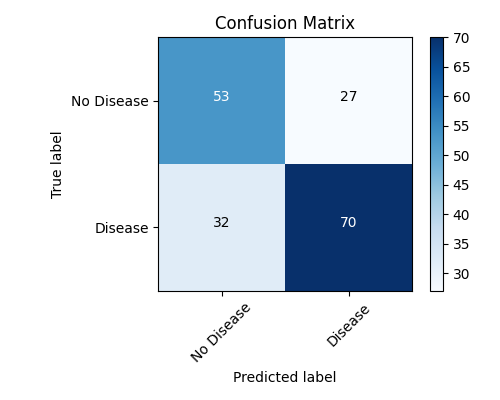 Confusion Matrix
True label
No Disease
Disease
53
27
32
70
No Disease
Disease
Predicted label
70
65
60
55
50
45
40
35
30